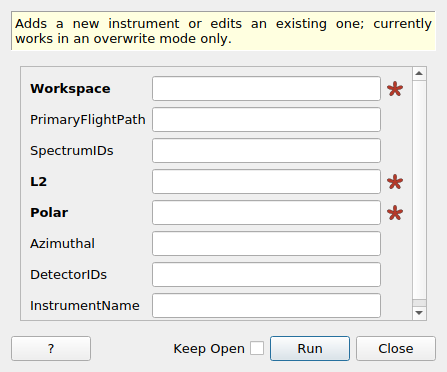 Adds a new instrument or edits an existing one; currently
works in an overwrite mode only.
Workspace
PrimaryFlightPath
SpectrumIDs
L2
Polar
Azimuthal
DetectorIDs
InstrumentName
? Keep Open Run Close